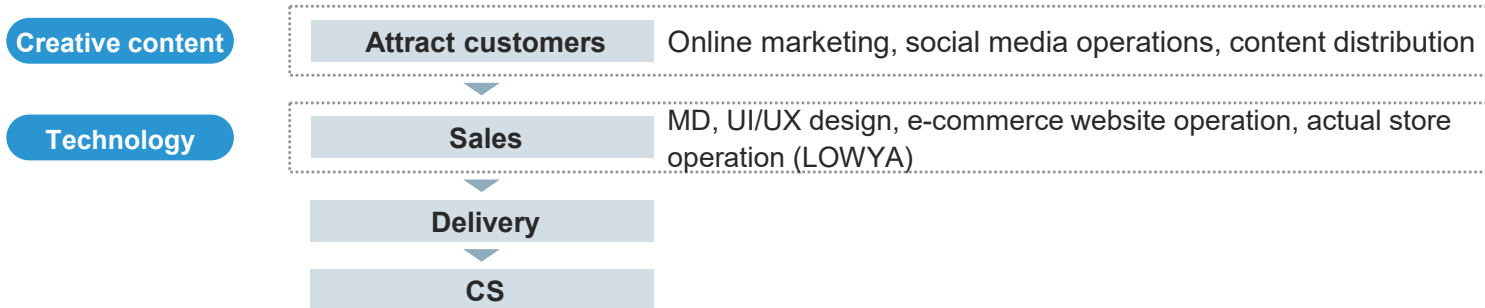 Creative content
Attract customers
Online marketing, social media operations, content distribution
Technology
Sales
MD, UI/UX design, e-commerce website operation, actual store
operation (LOWYA)
Delivery
CS